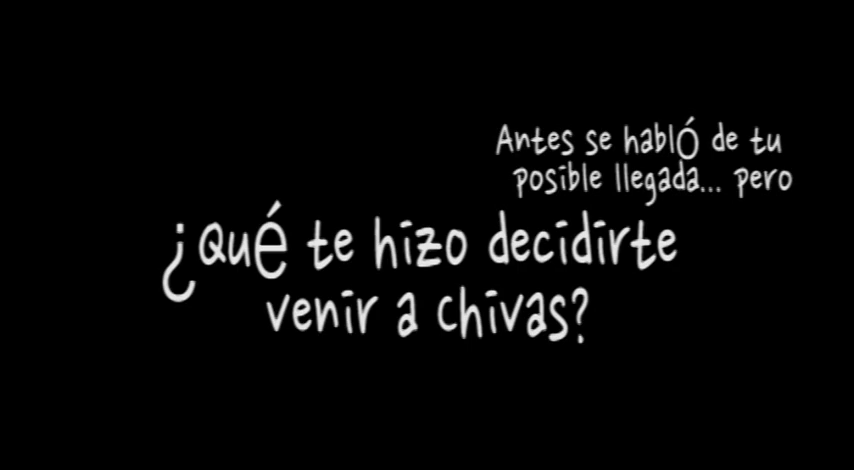 Antes se habló de tu
posible llegada... pero
¿Qué te hizo decidirte
venir a chivas?